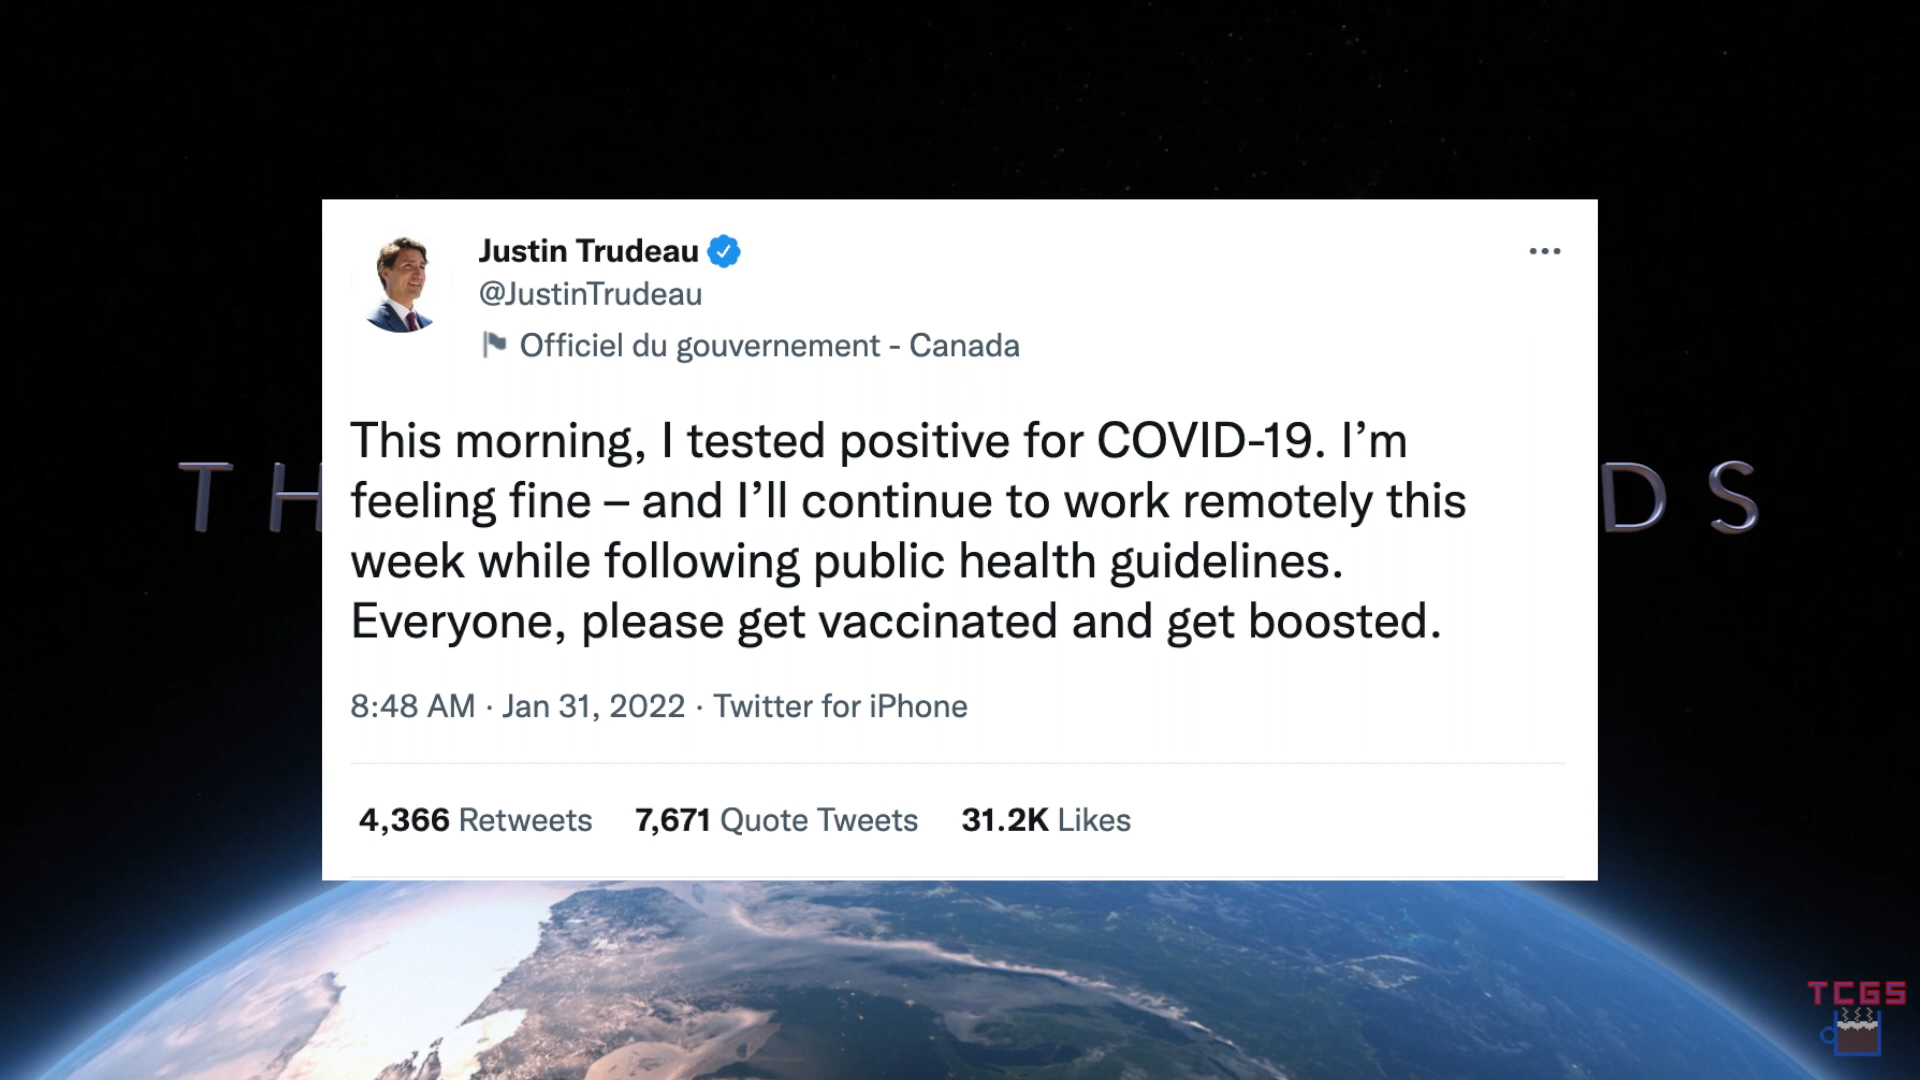 Justin Trudeau
@JustinTrudeau
Officiel du gouvernement - Canada
This morning, I tested positive for COVID-19. I’m
feeling fine – and I’ll continue to work remotely this
week while following public health guidelines.
Everyone, please get vaccinated and get boosted.
8:48 AM · Jan 31, 2022 · Twitter for iPhone
4,366 Retweets 7,671 Quote Tweets 31.2K Likes
TH
DS
TCGS